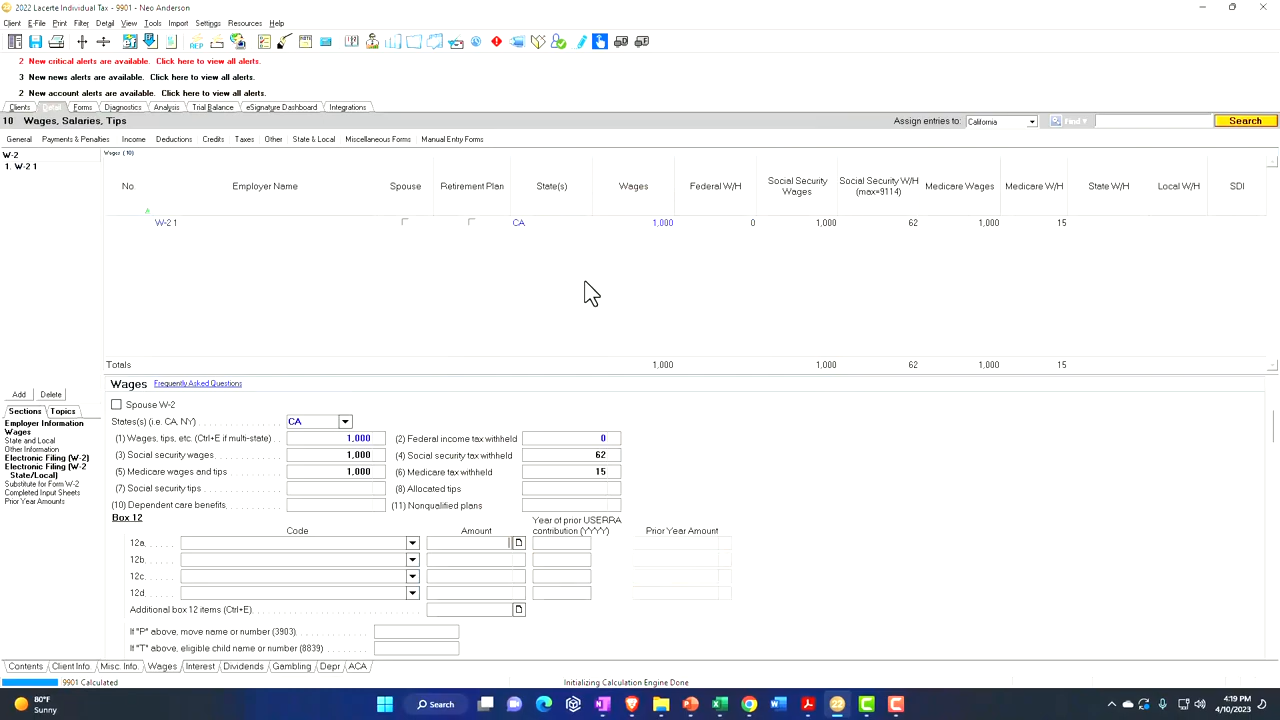 2022 Lacerte Individual Tax - 9901 - Neo Anderson
Client E-File Print Filter Detail View Tools Import Settings Resources Help
2 New critical alerts are available. Click here to view all alerts.
3 New news alerts are available. Click here to view all alerts.
2 New account alerts are available. Click here to view all alerts.
Clients Detail Forms Diagnostics Analysis Trial Balance eSignature Dashboard Integrations
10 Wages, Salaries, Tips Assign entries to: California Find Search
General Payments & Penalties Income Deductions Credits Taxes Other State & Local Miscellaneous Forms Manual Entry Forms
W-2
1. W-2 1
Wages (10)
No Employer Name Spouse Retirement Plan State(s) Wages Federal W/H Social Security Wages Social Security W/H (max=9114) Medicare Wages Medicare W/H State W/H Local W/H SDI
W-2 1 CA 1,000 0 1,000 62 1,000 15
Totals 1,000 1,000 62 1,000 15
Add Delete
Sections Topics
Employer Information
Wages
State and Local
Other Information
Electronic Filing (W-2)
Electronic Filing (W-2
State/Local)
Substitute for Form W-2
Completed Input Sheets
Prior Year Amounts
Wages Frequently Asked Questions
Spouse W-2
States(s) (i.e. CA, NY) CA
(1) Wages, tips, etc. (Ctrl+E if multi-state) 1,000 (2) Federal income tax withheld 0
(3) Social security wages 1,000 (4) Social security tax withheld 62
(5) Medicare wages and tips 1,000 (6) Medicare tax withheld 15
(7) Social security tips (8) Allocated tips
(10) Dependent care benefits (11) Nonqualified plans
Box 12
Code Amount Year of prior USERRA contribution (YYYY) Prior Year Amount
12a
12b
12c
12d
Additional box 12 items (Ctrl+E)
If "P" above, move name or number (3903)
If "T" above, eligible child name or number (8839)
Contents Client Info. Misc. Info. Wages Interest Dividends Gambling Depr. ACA
9901 Calculated Initializing Calculation Engine Done
80°F
Sunny
Search
4:19 PM
4/10/2023